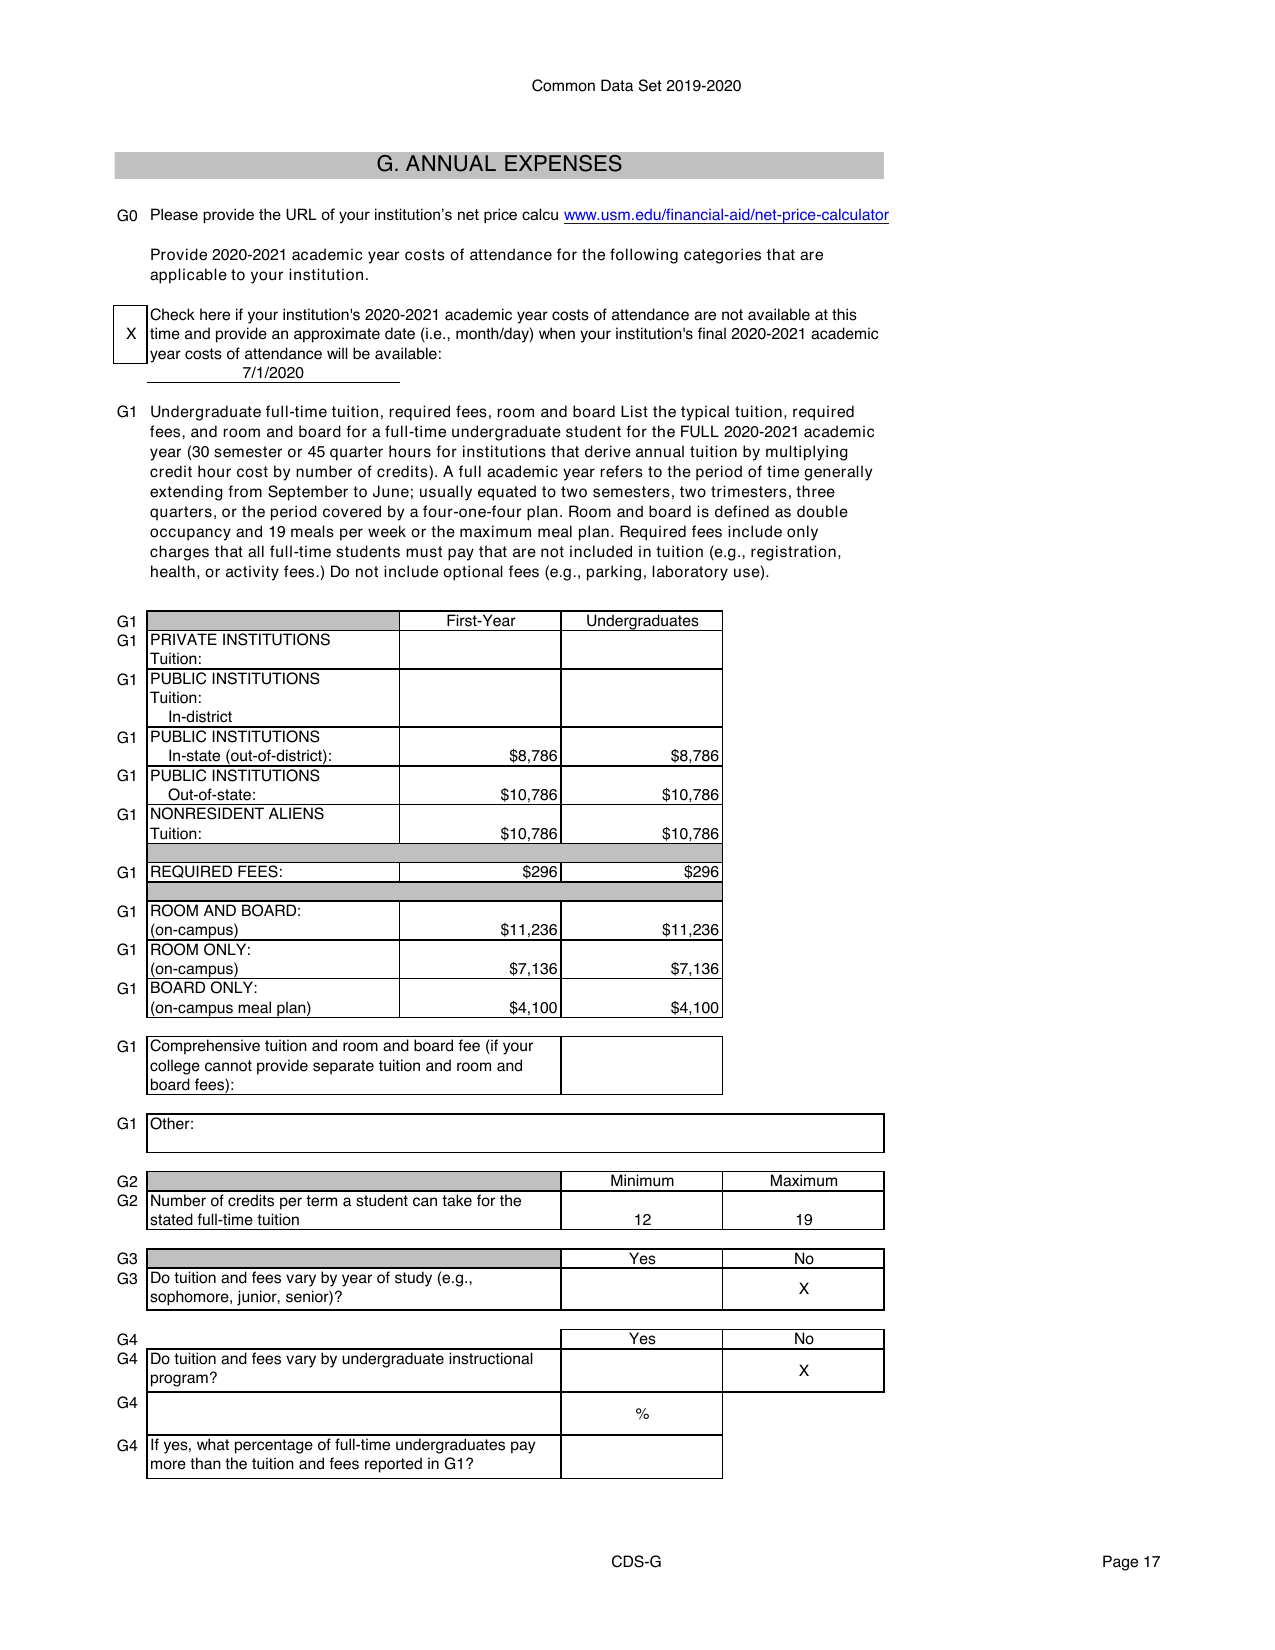 Common Data Set 2019-2020
G. ANNUAL EXPENSES
G0 Please provide the URL of your institution’s net price calcu www.usm.edu/financial-aid/net-price-calculator
Provide 2020-2021 academic year costs of attendance for the following categories that are
applicable to your institution.
Check here if your institution's 2020-2021 academic year costs of attendance are not available at this
X time and provide an approximate date (i.e., month/day) when your institution's final 2020-2021 academic
year costs of attendance will be available:
7/1/2020
G1 Undergraduate full-time tuition, required fees, room and board List the typical tuition, required
fees, and room and board for a full-time undergraduate student for the FULL 2020-2021 academic
year (30 semester or 45 quarter hours for institutions that derive annual tuition by multiplying
credit hour cost by number of credits). A full academic year refers to the period of time generally
extending from September to June; usually equated to two semesters, two trimesters, three
quarters, or the period covered by a four-one-four plan. Room and board is defined as double
occupancy and 19 meals per week or the maximum meal plan. Required fees include only
charges that all full-time students must pay that are not included in tuition (e.g., registration,
health, or activity fees.) Do not include optional fees (e.g., parking, laboratory use).
G1 First-Year Undergraduates
G1 PRIVATE INSTITUTIONS
Tuition:
G1 PUBLIC INSTITUTIONS
Tuition:
In-district
G1 PUBLIC INSTITUTIONS
In-state (out-of-district): $8,786 $8,786
G1 PUBLIC INSTITUTIONS
Out-of-state: $10,786 $10,786
G1 NONRESIDENT ALIENS
Tuition: $10,786 $10,786
G1 REQUIRED FEES: $296 $296
G1 ROOM AND BOARD:
(on-campus) $11,236 $11,236
G1 ROOM ONLY:
(on-campus) $7,136 $7,136
G1 BOARD ONLY:
(on-campus meal plan) $4,100 $4,100
G1 Comprehensive tuition and room and board fee (if your
college cannot provide separate tuition and room and
board fees):
G1 Other:
G2 Minimum Maximum
G2 Number of credits per term a student can take for the
stated full-time tuition 12 19
G3 Yes No
G3 Do tuition and fees vary by year of study (e.g.,
sophomore, junior, senior)? X
G4 Yes No
G4 Do tuition and fees vary by undergraduate instructional
program? X
G4 %
G4 If yes, what percentage of full-time undergraduates pay
more than the tuition and fees reported in G1?
CDS-G Page 17